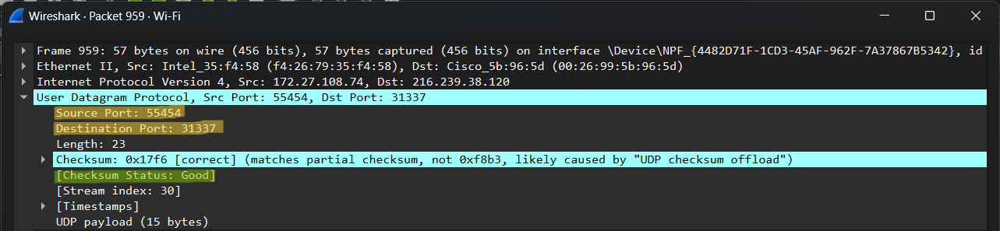 Wireshark · Packet 959 · Wi-Fi
Frame 959: 57 bytes on wire (456 bits), 57 bytes captured (456 bits) on interface \Device\NPF_{4482D71F-1CD3-45AF-962F-7A37867B5342}, id
Ethernet II, Src: Intel_35:f4:58 (f4:26:79:35:f4:58), Dst: Cisco_5b:96:5d (00:26:99:5b:96:5d)
Internet Protocol Version 4, Src: 172.27.108.74, Dst: 216.239.38.120
User Datagram Protocol, Src Port: 55454, Dst Port: 31337
Source Port: 55454
Destination Port: 31337
Length: 23
Checksum: 0x17f6 [correct] (matches partial checksum, not 0xf8b3, likely caused by "UDP checksum offload")
[Checksum Status: Good]
[Stream index: 30]
[Timestamps]
UDP payload (15 bytes)